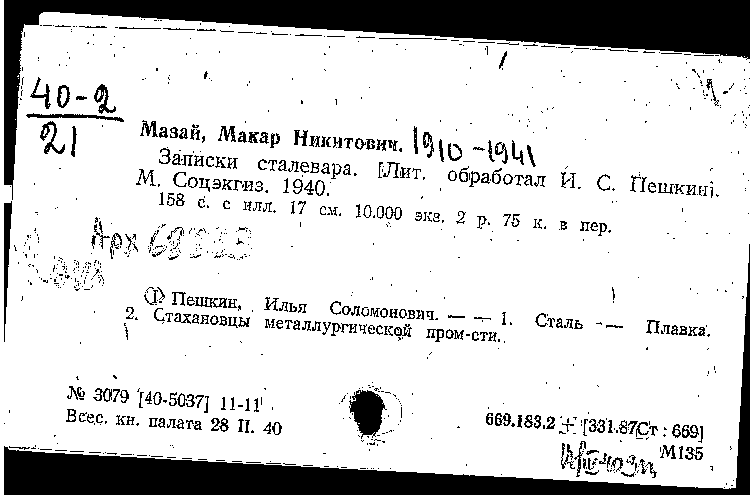 40-2
21
Мазай, Макар Никитович. 1910-1941
Записки сталевара. [Лит. обработал И. С. Пешкин].
М. Соцэкгиз. 1940.
158 с. с илл. 17 см. 10.000 экз. 2 р. 75 к. в пер.
Арх
I) Пешкин, Илья Соломонович. — — 1. Сталь — Плавка.
2. Стахановцы металлургической пром-сти.
№ 3079 [40-5037] 11-11
Всес. кн. палата 28 II. 40
669.183.2 + [331.87Ст : 669]
М135